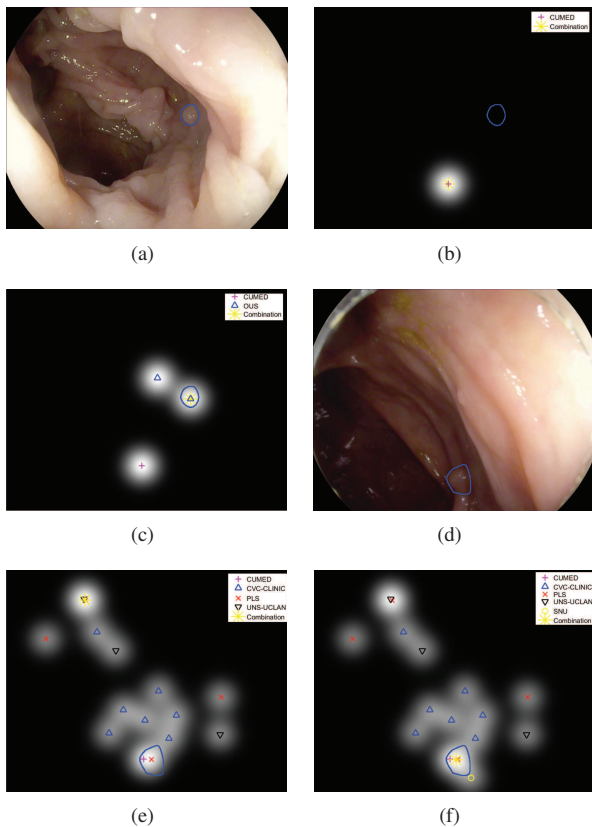 CUMED
Combination
(a)
(b)
CUMED
OUS
Combination
(c)
(d)
CUMED
CVC-CLINIC
PLS
UNS-UCLAN
Combination
CUMED
CVC-CLINIC
PLS
UNS-UCLAN
SNU
Combination
(e)
(f)